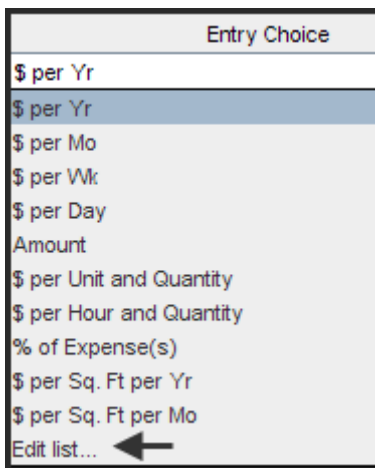 Entry Choice
$ per Yr
$ per Yr
$ per Mo
$ per Wk
$ per Day
Amount
$ per Unit and Quantity
$ per Hour and Quantity
% of Expense(s)
$ per Sq. Ft per Yr
$ per Sq. Ft per Mo
Edit list...